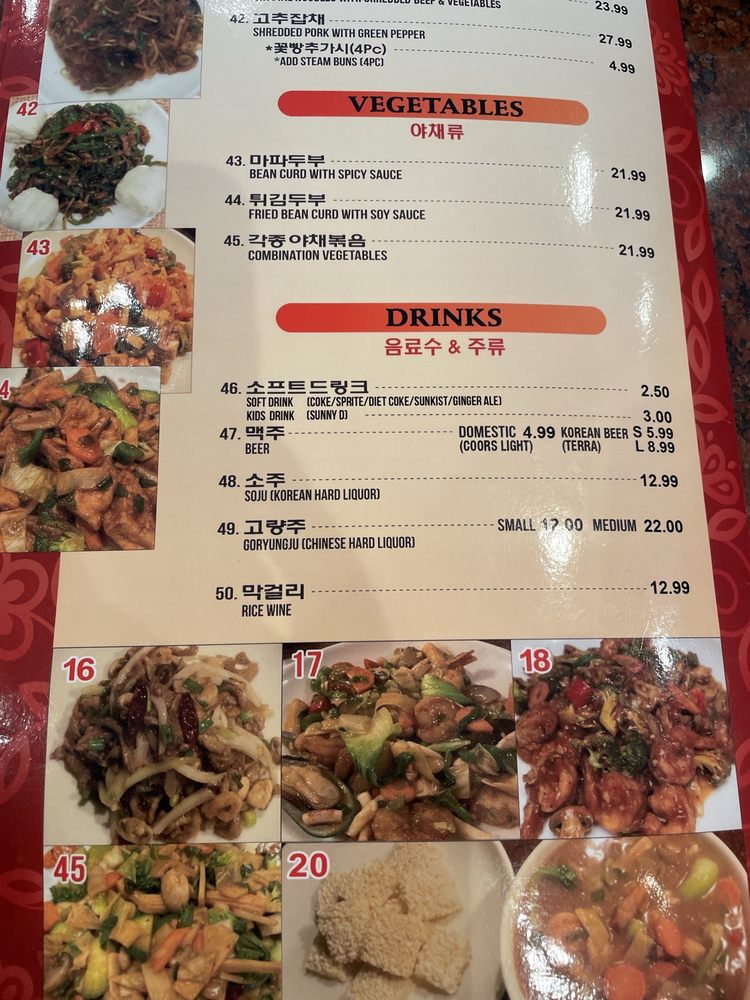 23.99
42. 고추잡채 27.99
SHREDDED PORK WITH GREEN PEPPER
*꽃빵추가시(4Pc) 4.99
*ADD STEAM BUNS (4PC)
42
VEGETABLES
야채류
43. 마파두부 21.99
BEAN CURD WITH SPICY SAUCE
44. 튀김두부 21.99
FRIED BEAN CURD WITH SOY SAUCE
45. 각종야채볶음 21.99
COMBINATION VEGETABLES
43
DRINKS
음료수 & 주류
4
46. 소프트드링크 2.50
SOFT DRINK (COKE/SPRITE/DIET COKE/SUNKIST/GINGER ALE)
KIDS DRINK (SUNNY D) 3.00
47. 맥주 DOMESTIC 4.99 KOREAN BEER S 5.99
BEER (COORS LIGHT) (TERRA) L 8.99
48. 소주 12.99
SOJU (KOREAN HARD LIQUOR)
49. 고량주 SMALL 12.00 MEDIUM 22.00
GORYUNGJU (CHINESE HARD LIQUOR)
50. 막걸리 12.99
RICE WINE
16 17 18
45 20